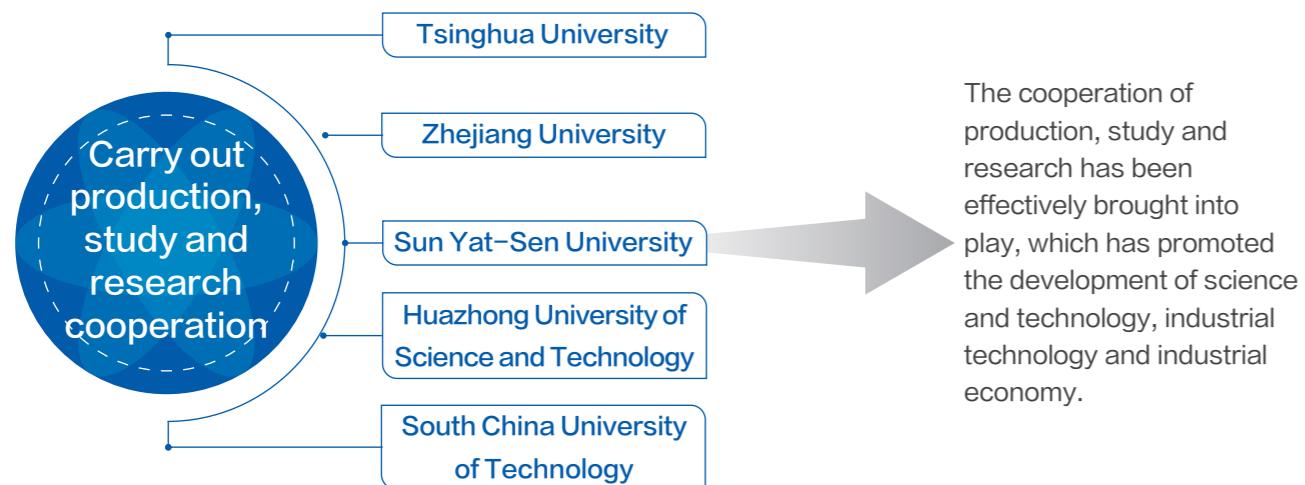 Carry out
production,
study and
research
cooperation
Tsinghua University
Zhejiang University
Sun Yat-Sen University
Huazhong University of
Science and Technology
South China University
of Technology
The cooperation of
production, study and
research has been
effectively brought into
play, which has promoted
the development of science
and technology, industrial
technology and industrial
economy.